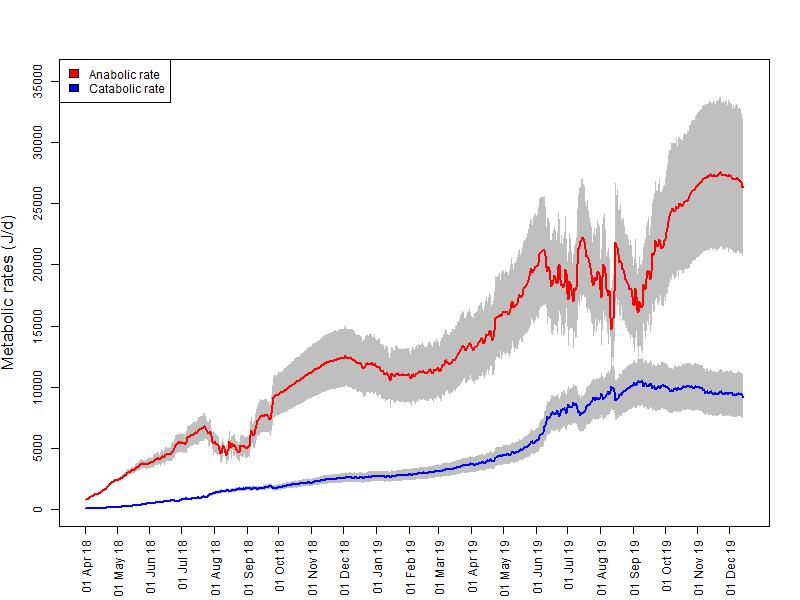 Anabolic rate
Catabolic rate
Metabolic rates (J/d)
35000
30000
25000
20000
15000
10000
5000
0
01 Apr 18
01 May 18
01 Jun 18
01 Jul 18
01 Aug 18
01 Sep 18
01 Oct 18
01 Nov 18
01 Dec 18
01 Jan 19
01 Feb 19
01 Mar 19
01 Apr 19
01 May 19
01 Jun 19
01 Jul 19
01 Aug 19
01 Sep 19
01 Oct 19
01 Nov 19
01 Dec 19